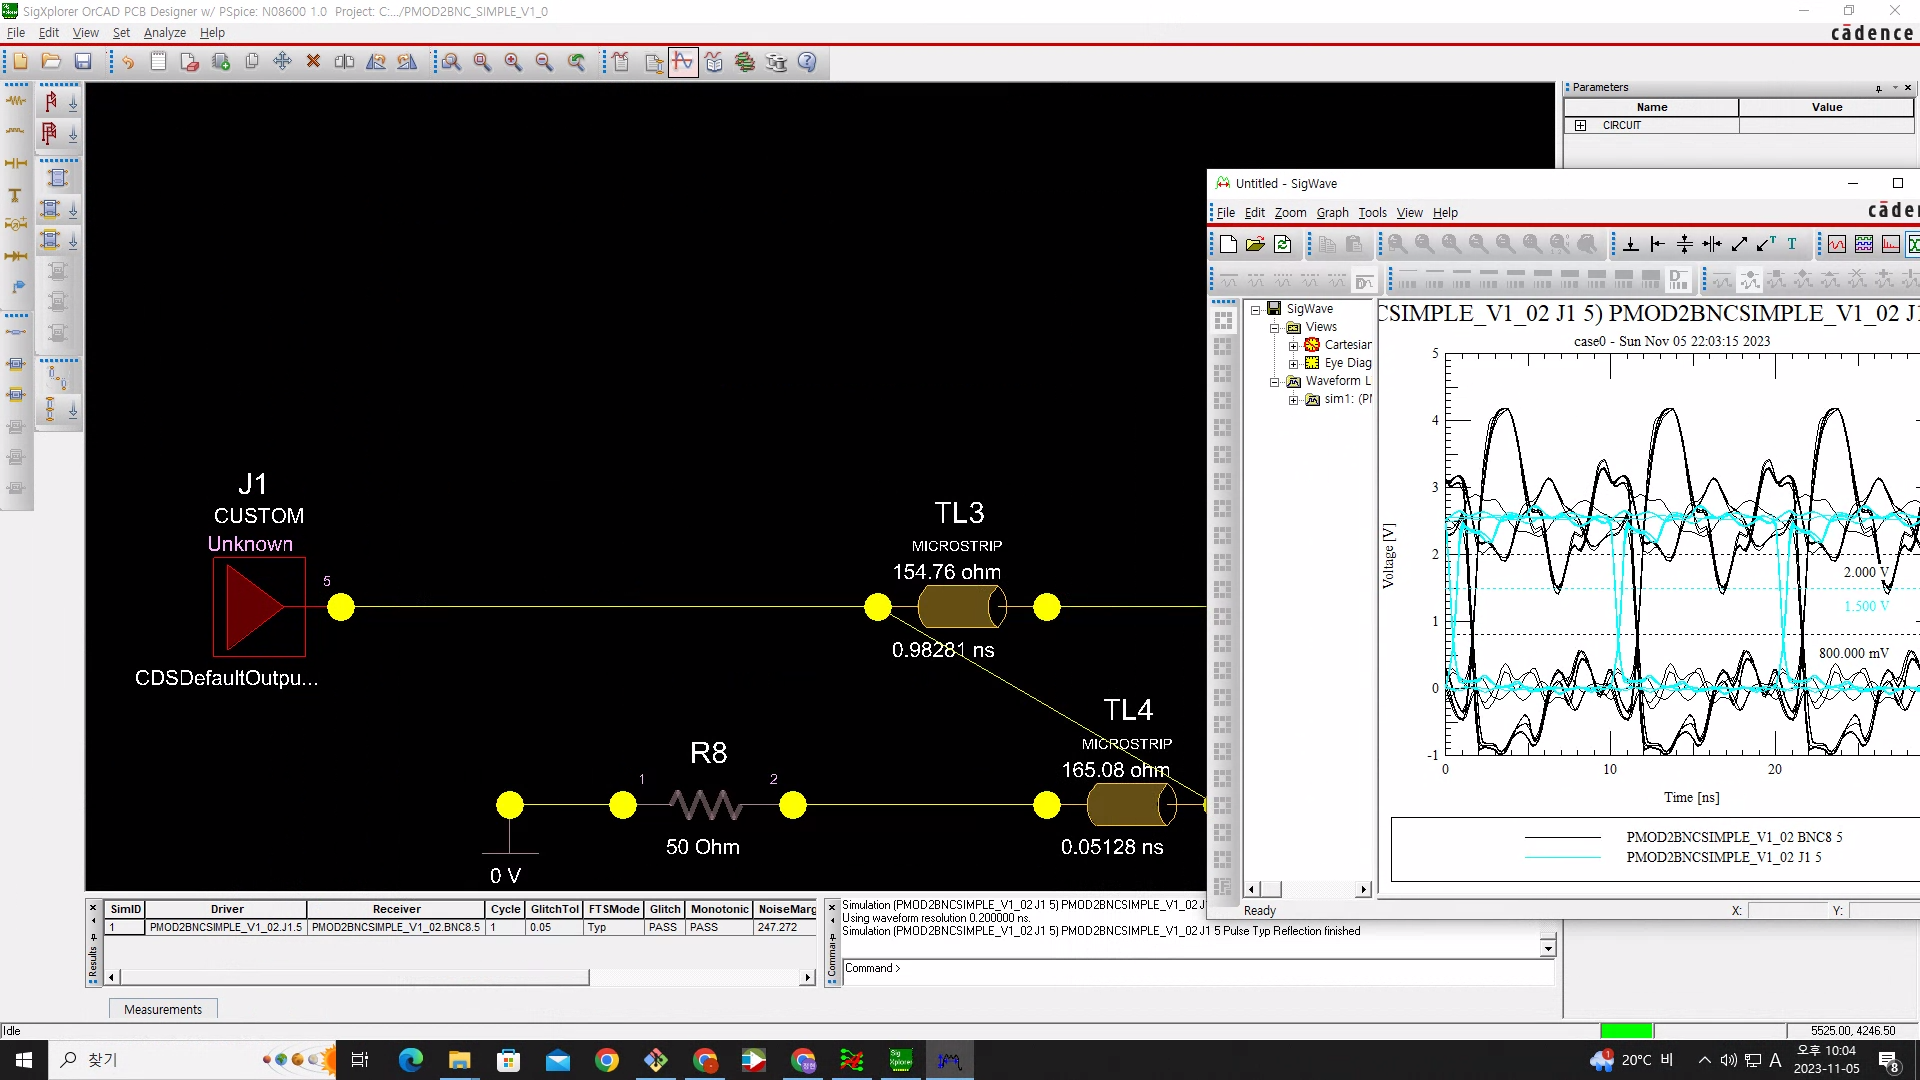 SigXplorer OrCAD PCB Designer w/ PSpice: N08600 1.0 Project: C:.../PMOD2BNC_SIMPLE_V1_0
File Edit View Set Analyze Help
cādence
Parameters
Name Value
CIRCUIT
J1
CUSTOM
Unknown
5
CDSDefaultOutpu...
TL3
MICROSTRIP
154.76 ohm
0.98281 ns
TL4
MICROSTRIP
165.08 ohm
0.05128 ns
R8
1 2
50 Ohm
0 V
Untitled - SigWave
File Edit Zoom Graph Tools View Help
cāden
SigWave
Views
Cartesian
Eye Diag
Waveform L
sim1: (PI
CSIMPLE_V1_02 J1 5) PMOD2BNCSIMPLE_V1_02 J1
case0 - Sun Nov 05 22:03:15 2023
Voltage [V]
5
4
3
2
1
0
-1
2.000 V
1.500 V
800.000 mV
0 10 20
Time [ns]
PMOD2BNCSIMPLE_V1_02 BNC8 5
PMOD2BNCSIMPLE_V1_02 J1 5
Ready
X: Y:
SimID Driver Receiver Cycle GlitchTol FTSMode Glitch Monotonic NoiseMarg
1 PMOD2BNCSIMPLE_V1_02.J1.5 PMOD2BNCSIMPLE_V1_02.BNC8.5 1 0.05 Typ PASS PASS 247.272
Results
Measurements
Simulation (PMOD2BNCSIMPLE_V1_02 J1 5) PMOD2BNCSIMPLE_V1_02 J
Using waveform resolution 0.200000 ns.
Simulation (PMOD2BNCSIMPLE_V1_02 J1 5) PMOD2BNCSIMPLE_V1_02 J1 5 Pulse Typ Reflection finished
Command >
Comman
Idle
5525.00, 4246.50
찾기
Sig
Xplorer
1
20°C 비
A
오후 10:04
2023-11-05
8